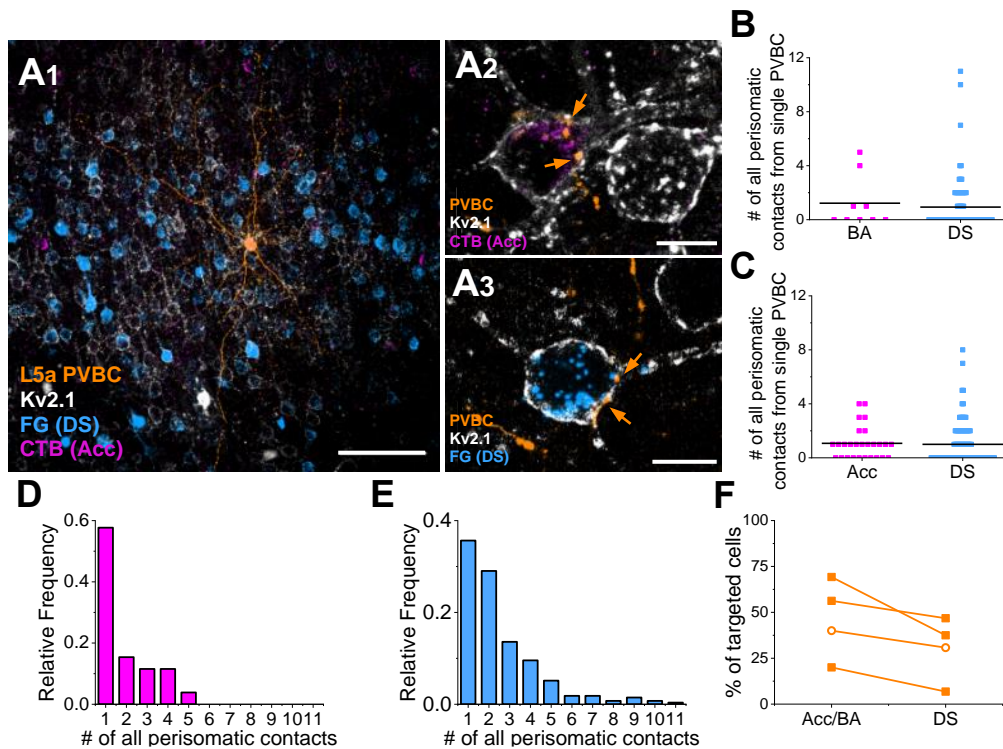 A1
L5a PVBC
Kv2.1
FG (DS)
CTB (Acc)
A2
PVBC
Kv2.1
CTB (Acc)
A3
PVBC
Kv2.1
FG (DS)
B
# of all perisomatic
contacts from single PVBC
12
8
4
0
BA DS
C
# of all perisomatic
contacts from single PVBC
12
8
4
0
Acc DS
D
Relative Frequency
0.6
0.4
0.2
0.0
1 2 3 4 5 6 7 8 9 1011
# of all perisomatic contacts
E
Relative Frequency
0.4
0.2
0.0
1 2 3 4 5 6 7 8 9 1011
# of all perisomatic contacts
F
% of targeted cells
100
75
50
25
0
Acc/BA DS